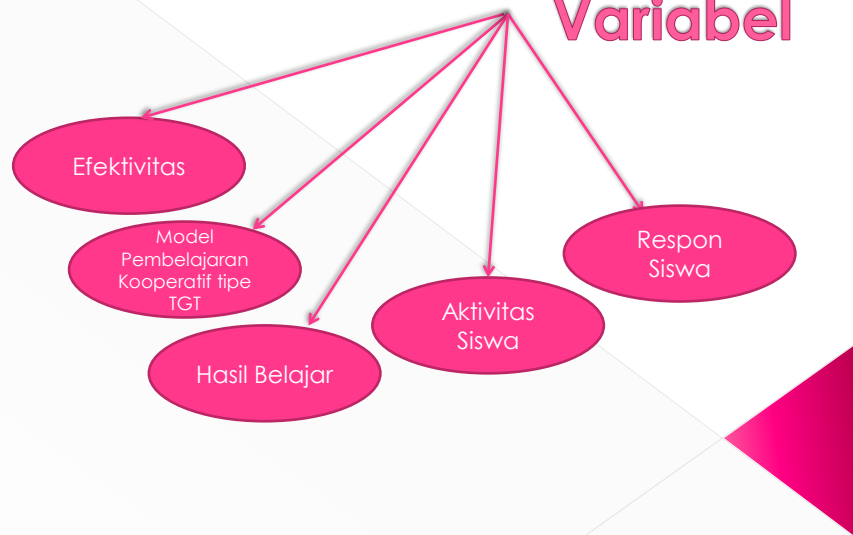 Variabel
Efektivitas
Model
Pembelajaran
Kooperatif tipe
TGT
Hasil Belajar
Aktivitas
Siswa
Respon
Siswa